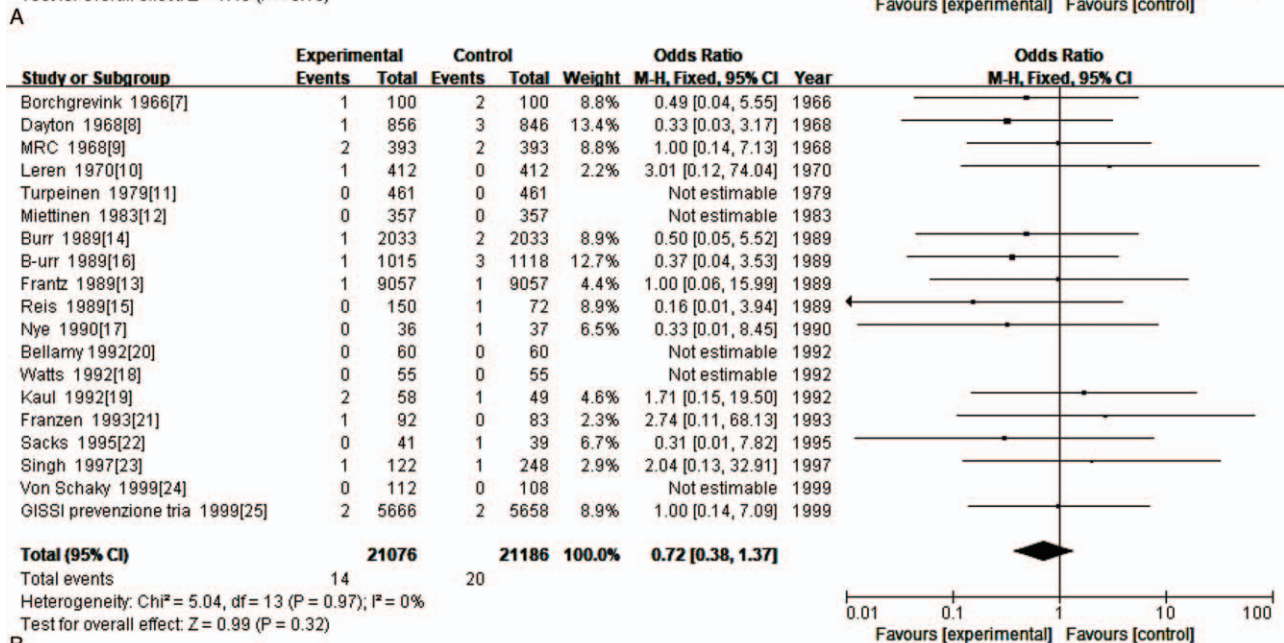 A
Favours [experimental] Favours [control]
Experimental Control Odds Ratio Odds Ratio
Study or Subgroup Events Total Events Total Weight M-H, Fixed, 95% CI Year M-H, Fixed, 95% CI
Borchgrevink 1966[7] 1 100 2 100 8.8% 0.49 [0.04, 5.55] 1966
Dayton 1968[8] 1 856 3 846 13.4% 0.33 [0.03, 3.17] 1968
MRC 1968[9] 2 393 2 393 8.8% 1.00 [0.14, 7.13] 1968
Leren 1970[10] 1 412 0 412 2.2% 3.01 [0.12, 74.04] 1970
Turpeinen 1979[11] 0 461 0 461 Not estimable 1979
Miettinen 1983[12] 0 357 0 357 Not estimable 1983
Burr 1989[14] 1 2033 2 2033 8.9% 0.50 [0.05, 5.52] 1989
B-urr 1989[16] 1 1015 3 1118 12.7% 0.37 [0.04, 3.53] 1989
Frantz 1989[13] 1 9057 1 9057 4.4% 1.00 [0.06, 15.99] 1989
Reis 1989[15] 0 150 1 72 8.9% 0.16 [0.01, 3.94] 1989
Nye 1990[17] 0 36 1 37 6.5% 0.33 [0.01, 8.45] 1990
Bellamy 1992[20] 0 60 0 60 Not estimable 1992
Watts 1992[18] 0 55 0 55 Not estimable 1992
Kaul 1992[19] 2 58 1 49 4.6% 1.71 [0.15, 19.50] 1992
Franzen 1993[21] 1 92 0 83 2.3% 2.74 [0.11, 68.13] 1993
Sacks 1995[22] 0 41 1 39 6.7% 0.31 [0.01, 7.82] 1995
Singh 1997[23] 1 122 1 248 2.9% 2.04 [0.13, 32.91] 1997
Von Schaky 1999[24] 0 112 0 108 Not estimable 1999
GISSI prevenzione tria 1999[25] 2 5666 2 5658 8.9% 1.00 [0.14, 7.09] 1999
Total (95% CI) 21076 21186 100.0% 0.72 [0.38, 1.37]
Total events 14 20
Heterogeneity: Chi² = 5.04, df = 13 (P = 0.97); I² = 0%
Test for overall effect: Z = 0.99 (P = 0.32)
0.01 0.1 1 10 100
Favours [experimental] Favours [control]